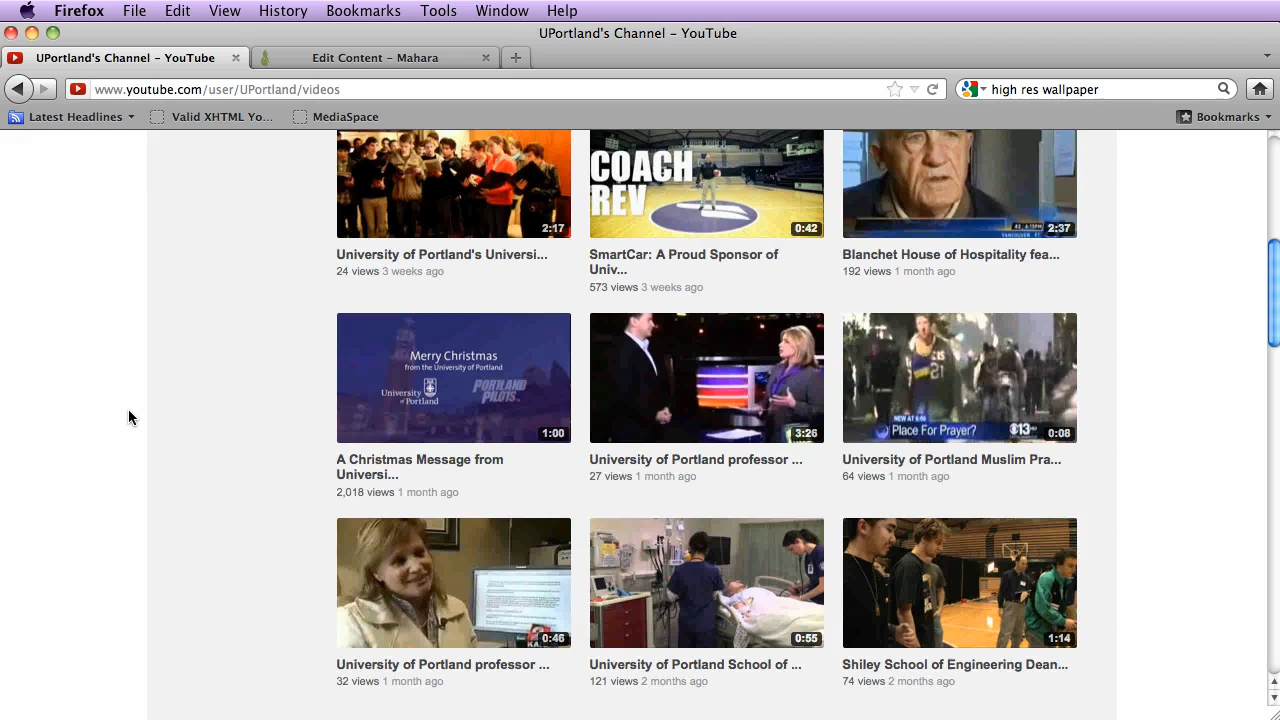 Firefox File Edit View History Bookmarks Tools Window Help
UPortland's Channel – YouTube
UPortland's Channel – YouTube Edit Content – Mahara
www.youtube.com/user/UPortland/videos high res wallpaper
Latest Headlines Valid XHTML Yo... MediaSpace Bookmarks
COACH
REV
2:17 0:42 2:37
University of Portland's Universi... SmartCar: A Proud Sponsor of Univ... Blanchet House of Hospitality fea...
24 views 3 weeks ago 573 views 3 weeks ago 192 views 1 month ago
Merry Christmas
from the University of Portland
University of Portland PORTLAND PILOTS
NEW AT 6:06
Place For Prayer? 13
1:00 3:26 0:08
A Christmas Message from Universi... University of Portland professor ... University of Portland Muslim Pra...
2,018 views 1 month ago 27 views 1 month ago 64 views 1 month ago
0:46 0:55 1:14
University of Portland professor ... University of Portland School of ... Shiley School of Engineering Dean...
32 views 1 month ago 121 views 2 months ago 74 views 2 months ago